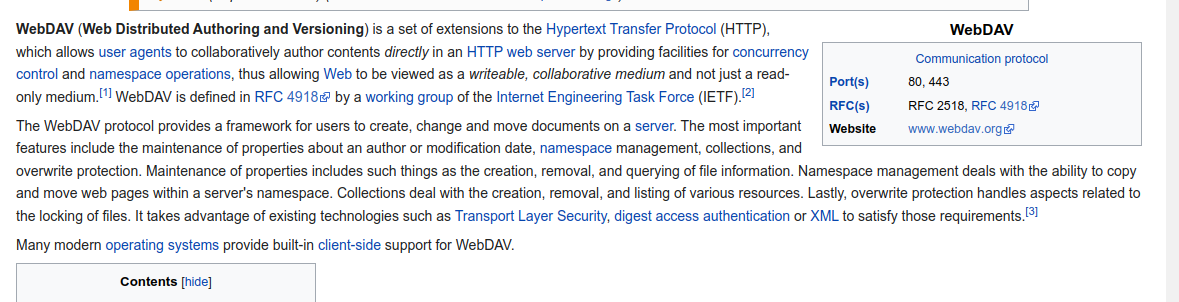 WebDAV (Web Distributed Authoring and Versioning) is a set of extensions to the Hypertext Transfer Protocol (HTTP),
which allows user agents to collaboratively author contents directly in an HTTP web server by providing facilities for concurrency
control and namespace operations, thus allowing Web to be viewed as a writeable, collaborative medium and not just a read-
only medium.[1] WebDAV is defined in RFC 4918 by a working group of the Internet Engineering Task Force (IETF).[2]
The WebDAV protocol provides a framework for users to create, change and move documents on a server. The most important
features include the maintenance of properties about an author or modification date, namespace management, collections, and
overwrite protection. Maintenance of properties includes such things as the creation, removal, and querying of file information. Namespace management deals with the ability to copy
and move web pages within a server's namespace. Collections deal with the creation, removal, and listing of various resources. Lastly, overwrite protection handles aspects related to
the locking of files. It takes advantage of existing technologies such as Transport Layer Security, digest access authentication or XML to satisfy those requirements.[3]
Many modern operating systems provide built-in client-side support for WebDAV.
Contents [hide]
WebDAV
Communication protocol
Port(s) 80, 443
RFC(s) RFC 2518, RFC 4918
Website www.webdav.org